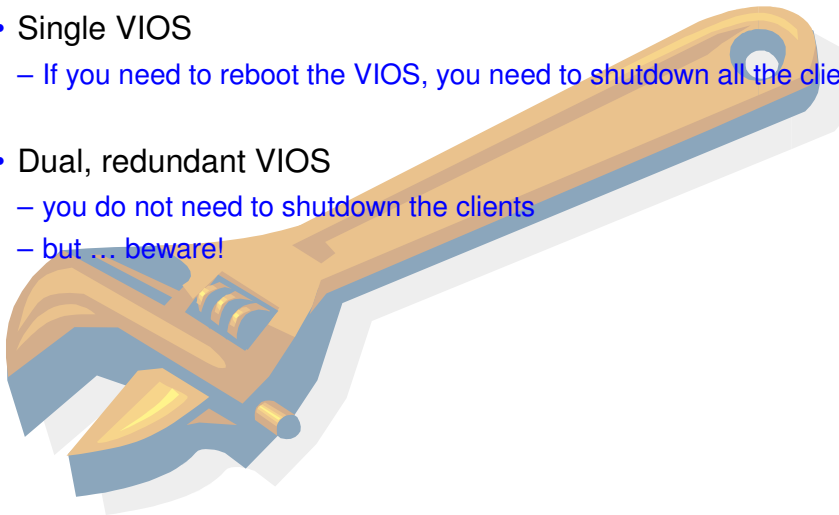 • Single VIOS
– If you need to reboot the VIOS, you need to shutdown all the
• Dual, redundant VIOS
– you do not need to shutdown the clients
– but … beware!